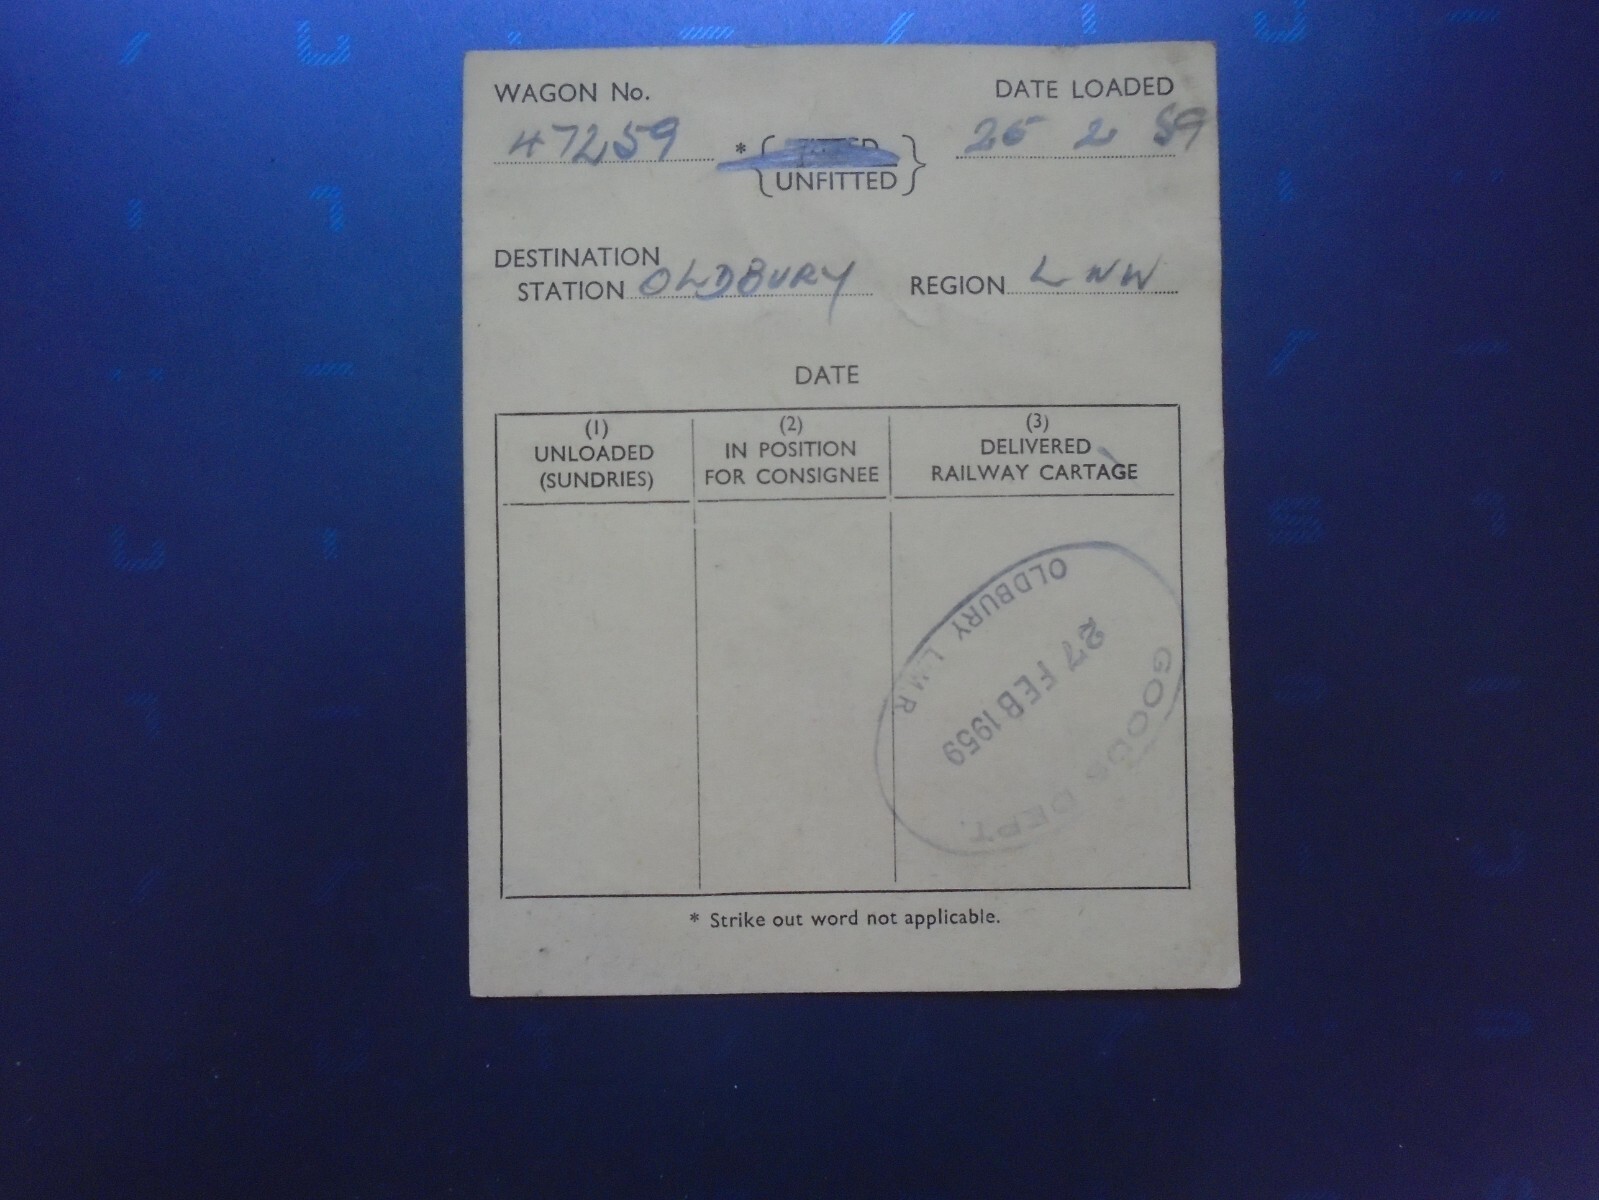 WAGON No.
DATE LOADED
47259
25 2 59
*
UNFITTED
DESTINATION
STATION OLDBURY
REGION LNW
DATE
(1)
UNLOADED
(SUNDRIES)
(2)
IN POSITION
FOR CONSIGNEE
(3)
DELIVERED
RAILWAY CARTAGE
OLDBURY L.M.R
27 FEB 1959
GOODS DEPT.
* Strike out word not applicable.